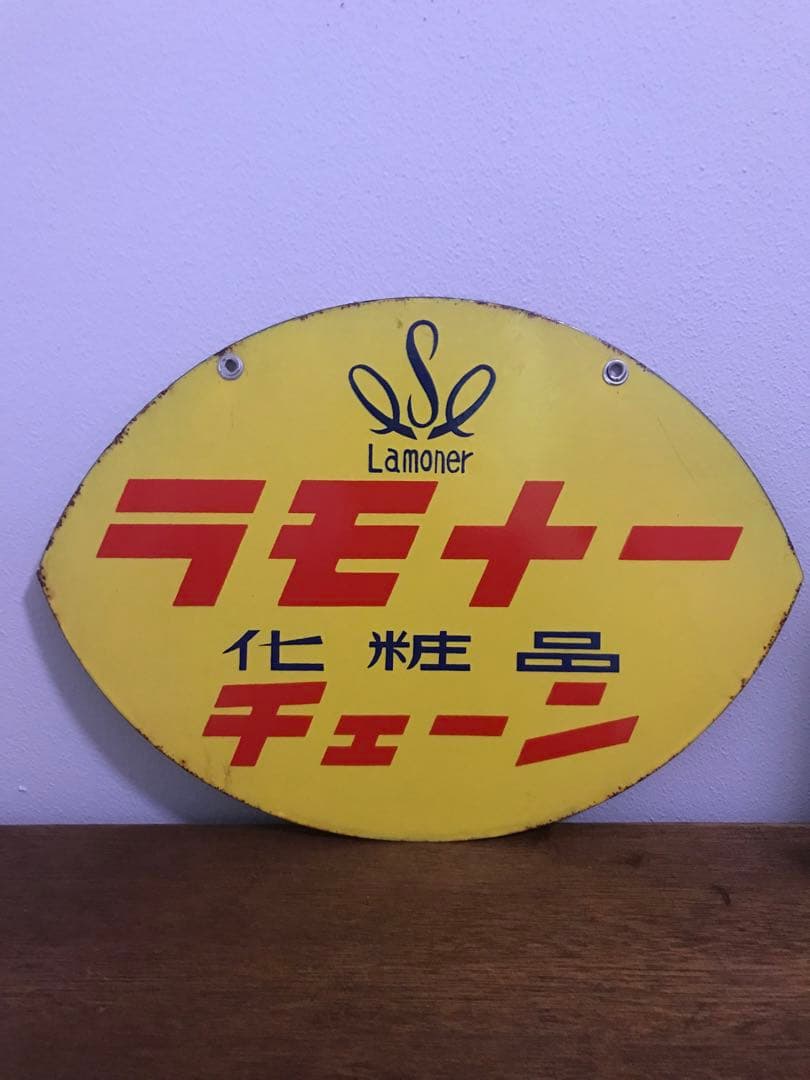 S
Lamoner
ラモナー
化粧品
チェーン